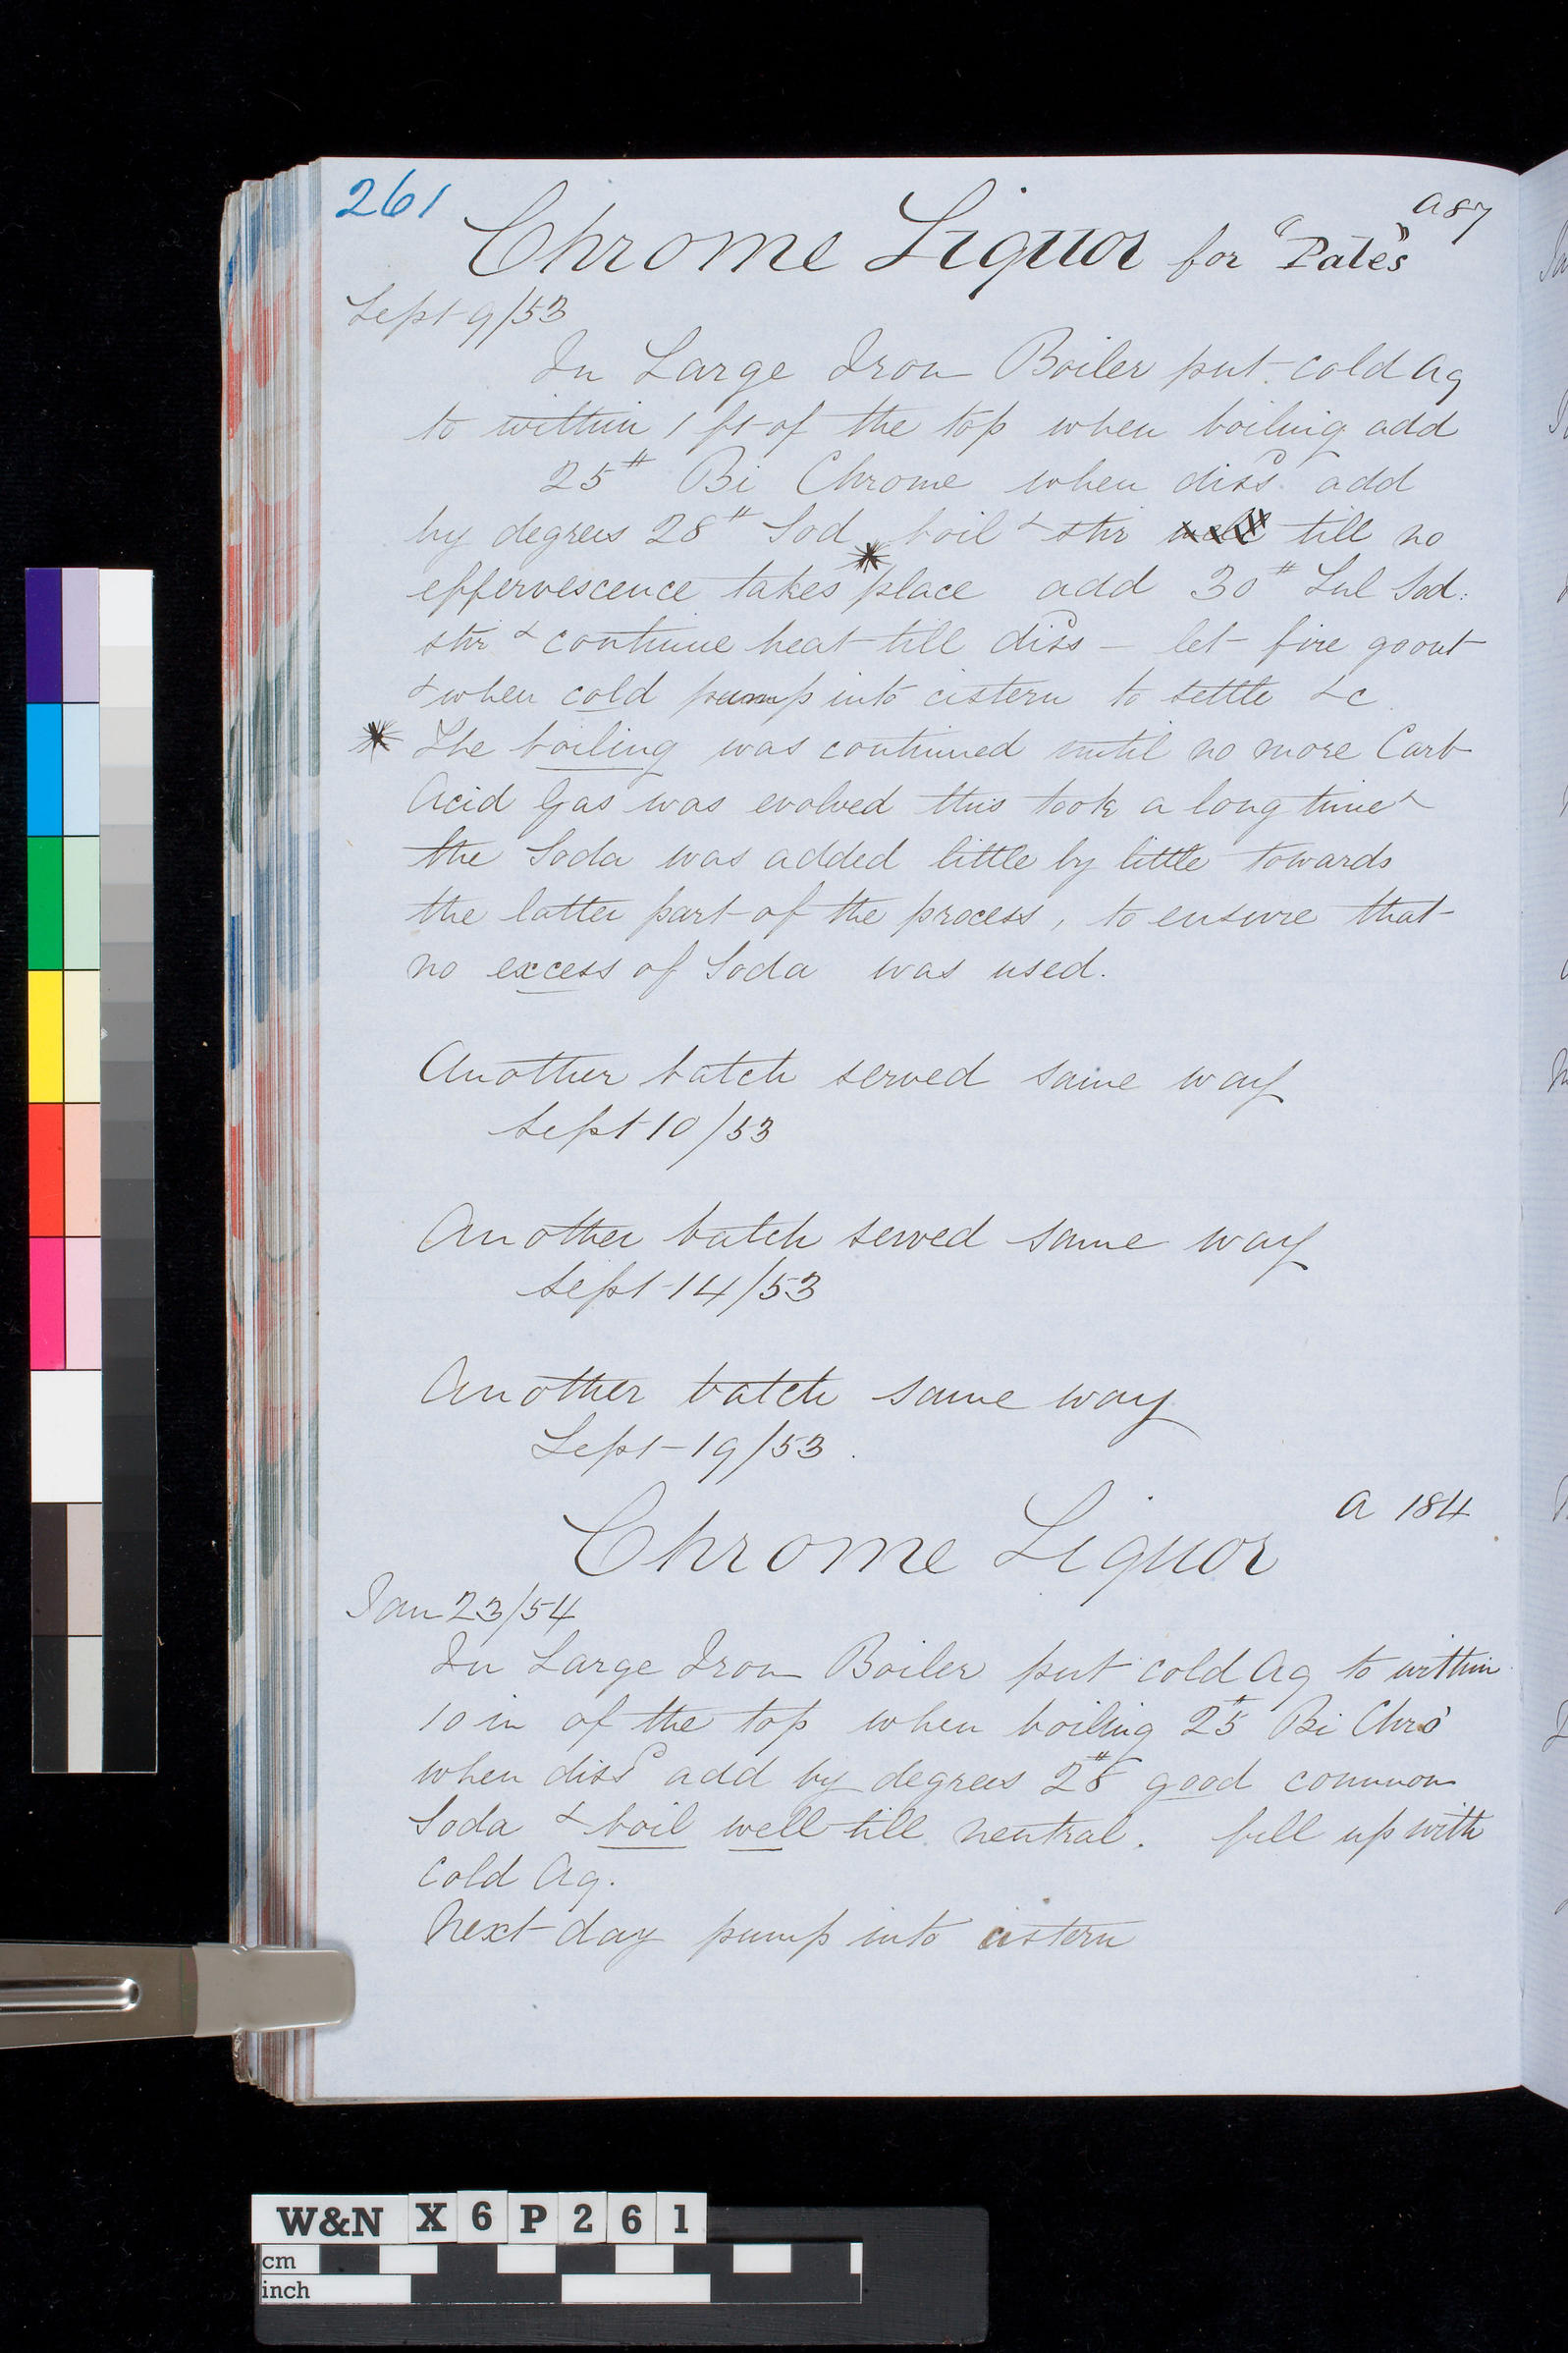 261
Chrome Liquor for "Pales" a 87
Sept 9/53
In Large Iron Boiler put cold Aq
to within 1 ft of the top when boiling add
25# Bi Chrome when dissd. add
by degrees 28# Sod boil & stir well till no
effervescence takes * place add 30# Sul Sod:
stir & continue heat till dissd – let fire go out
& when cold pump into cistern to settle &c
* The boiling was continued until no more Carb
Acid Gas was evolved this took a long time &
the Soda was added little by little towards
the latter part of the process, to ensure that
no excess of Soda was used.
Another batch served same way
Sept 10/53
Another batch served same way
Sept 14/53
Another batch same way
Sept 19/53.
Chrome Liquor a 184
Jan 23/54
In Large Iron Boiler put cold Aq to within
10 in of the top when boiling 25# Bi Chro
when dissd add by degrees 28# good common
Soda & boil well till neutral. fill up with
cold Aq.
Next day pump into cistern
W&N X 6 P 2 6 1
cm
inch